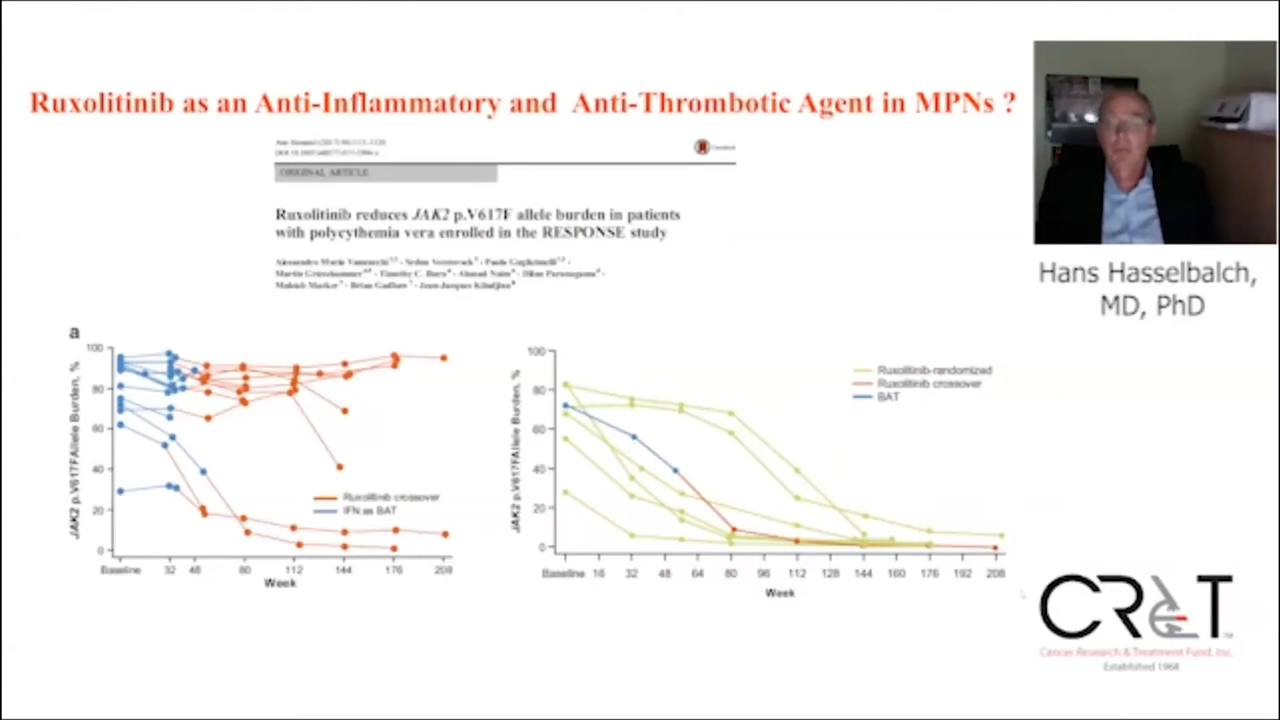 Ruxolitinib as an Anti-Inflammatory and Anti-Thrombotic Agent in MPNs ?
ORIGINAL ARTICLE
Ruxolitinib reduces JAK2 p.V617F allele burden in patients
with polycythemia vera enrolled in the RESPONSE study
Hans Hasselbalch,
MD, PhD
a
JAK2 p.V617FAllele Burden, %
100
80
60
40
20
0
Ruxolitinib crossover
IFN as BAT
Baseline 32 48 80 112 144 176 208
Week
JAK2 p.V617F Allele Burden, %
100
80
60
40
20
0
Ruxolitinib-randomized
Ruxolitinib crossover
BAT
Baseline 16 32 48 64 80 96 112 128 144 160 176 192 208
Week
CR&T
Cancer Research & Treatment Fund, Inc.
Established 1968